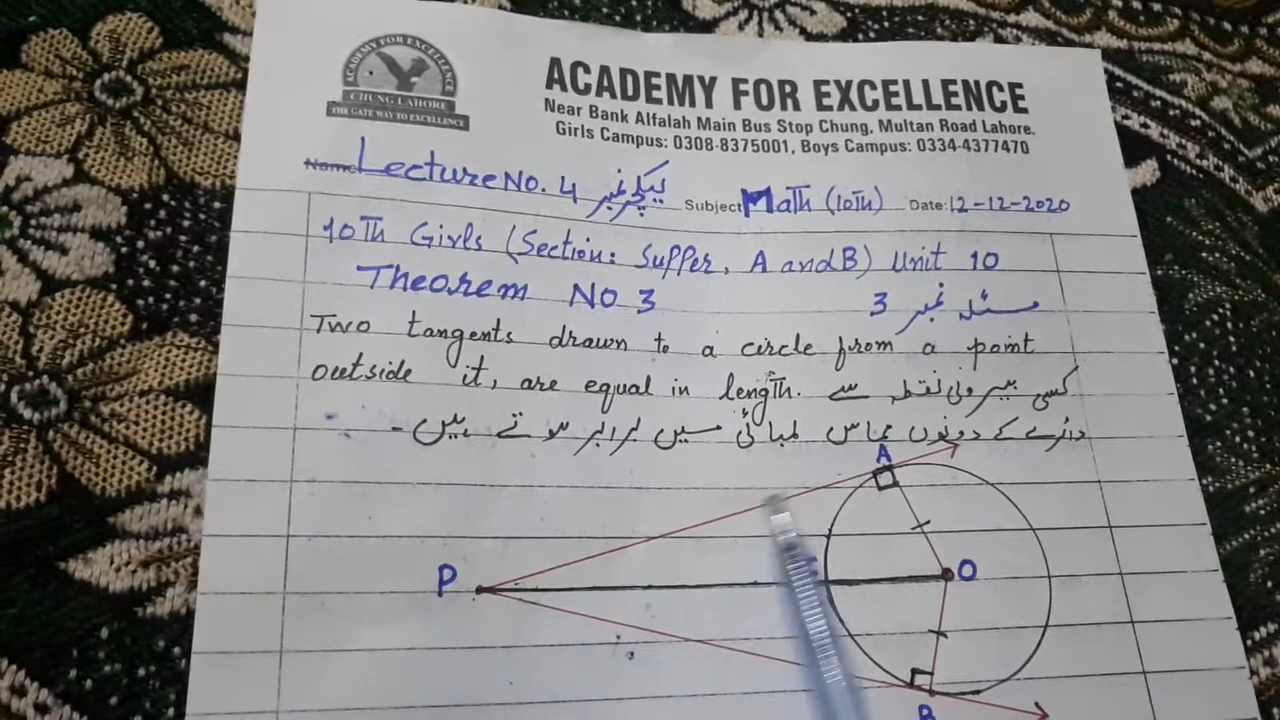 ACADEMY FOR EXCELLENCE
CHUNG LAHORE
THE GATE WAY TO EXCELLENCE
ACADEMY FOR EXCELLENCE
Near Bank Alfalah Main Bus Stop Chung, Multan Road Lahore.
Girls Campus: 0308-8375001, Boys Campus: 0334-4377470
Name Lecture No. 4 لیکچر نمبر Subject Math (10Th) Date: 12-12-2020
10Th Girls (Section: Supper, A and B) Unit 10
Theorem No 3 مسئلہ نمبر 3
Two tangents drawn to a circle from a point
outside it, are equal in length. کسی بیرونی نقطہ سے
دائرے کے دونوں مماس لمبائی میں برابر ہوتے ہیں۔
A
P
O
B